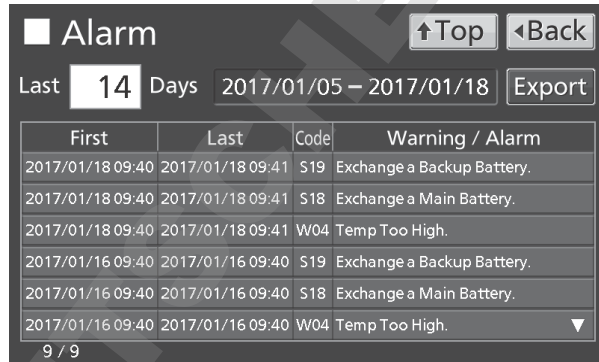 Alarm ↑Top ◀Back
Last 14 Days 2017/01/05 – 2017/01/18 Export
First Last Code Warning / Alarm
2017/01/18 09:40 2017/01/18 09:41 S19 Exchange a Backup Battery.
2017/01/18 09:40 2017/01/18 09:41 S18 Exchange a Main Battery.
2017/01/18 09:40 2017/01/18 09:41 W04 Temp Too High.
2017/01/16 09:40 2017/01/16 09:40 S19 Exchange a Backup Battery.
2017/01/16 09:40 2017/01/16 09:40 S18 Exchange a Main Battery.
2017/01/16 09:40 2017/01/16 09:40 W04 Temp Too High. ▼
9 / 9